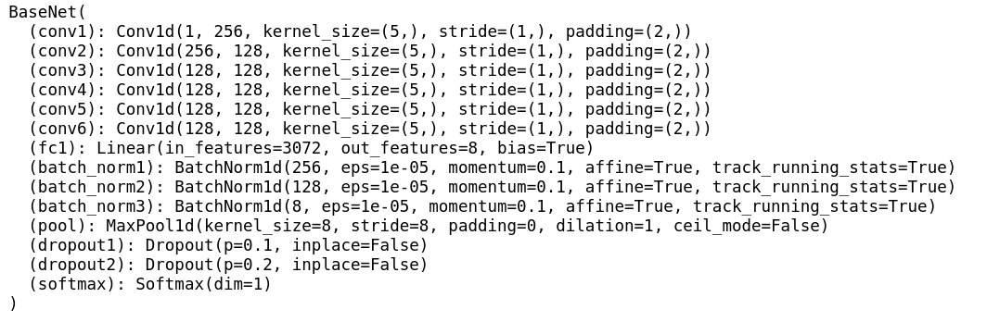 BaseNet(
  (conv1): Conv1d(1, 256, kernel_size=(5,), stride=(1,), padding=(2,))
  (conv2): Conv1d(256, 128, kernel_size=(5,), stride=(1,), padding=(2,))
  (conv3): Conv1d(128, 128, kernel_size=(5,), stride=(1,), padding=(2,))
  (conv4): Conv1d(128, 128, kernel_size=(5,), stride=(1,), padding=(2,))
  (conv5): Conv1d(128, 128, kernel_size=(5,), stride=(1,), padding=(2,))
  (conv6): Conv1d(128, 128, kernel_size=(5,), stride=(1,), padding=(2,))
  (fc1): Linear(in_features=3072, out_features=8, bias=True)
  (batch_norm1): BatchNorm1d(256, eps=1e-05, momentum=0.1, affine=True, track_running_stats=True)
  (batch_norm2): BatchNorm1d(128, eps=1e-05, momentum=0.1, affine=True, track_running_stats=True)
  (batch_norm3): BatchNorm1d(8, eps=1e-05, momentum=0.1, affine=True, track_running_stats=True)
  (pool): MaxPool1d(kernel_size=8, stride=8, padding=0, dilation=1, ceil_mode=False)
  (dropout1): Dropout(p=0.1, inplace=False)
  (dropout2): Dropout(p=0.2, inplace=False)
  (softmax): Softmax(dim=1)
)